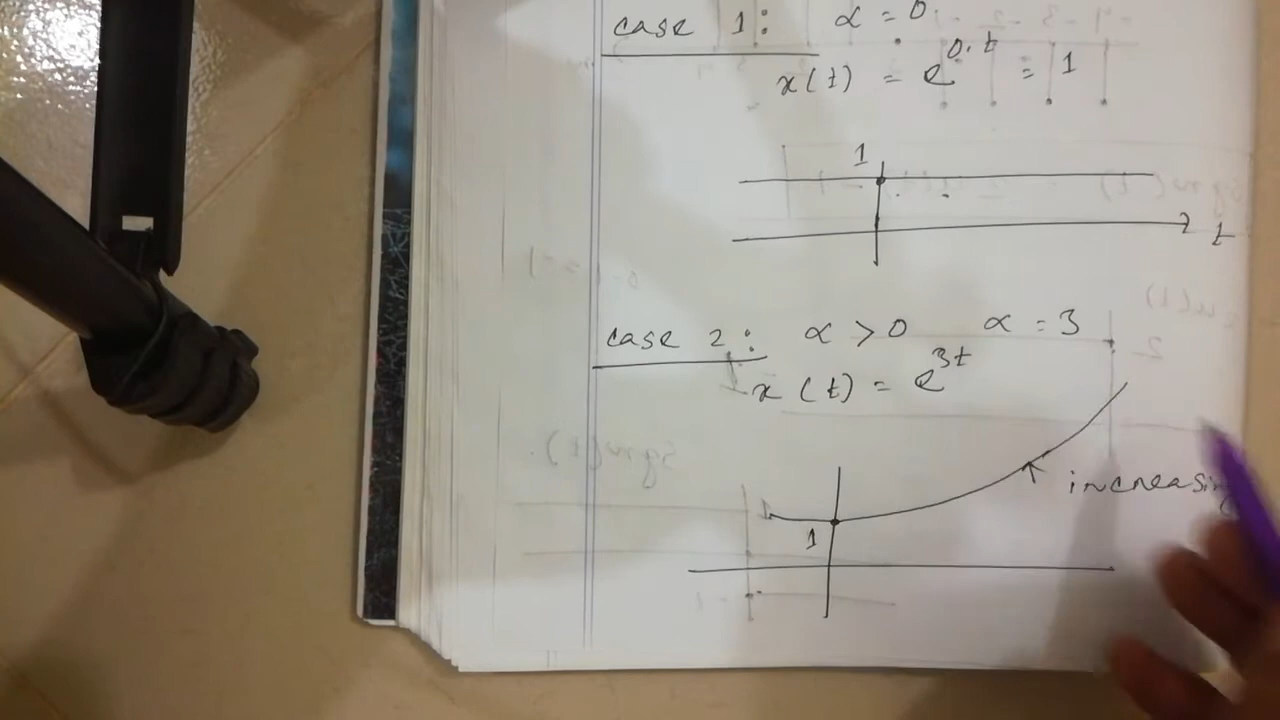 case 1: α = 0
x(t) = e^{0.t} = 1
1
t
case 2: α > 0 α = 3
x(t) = e^{3t}
increasing
1